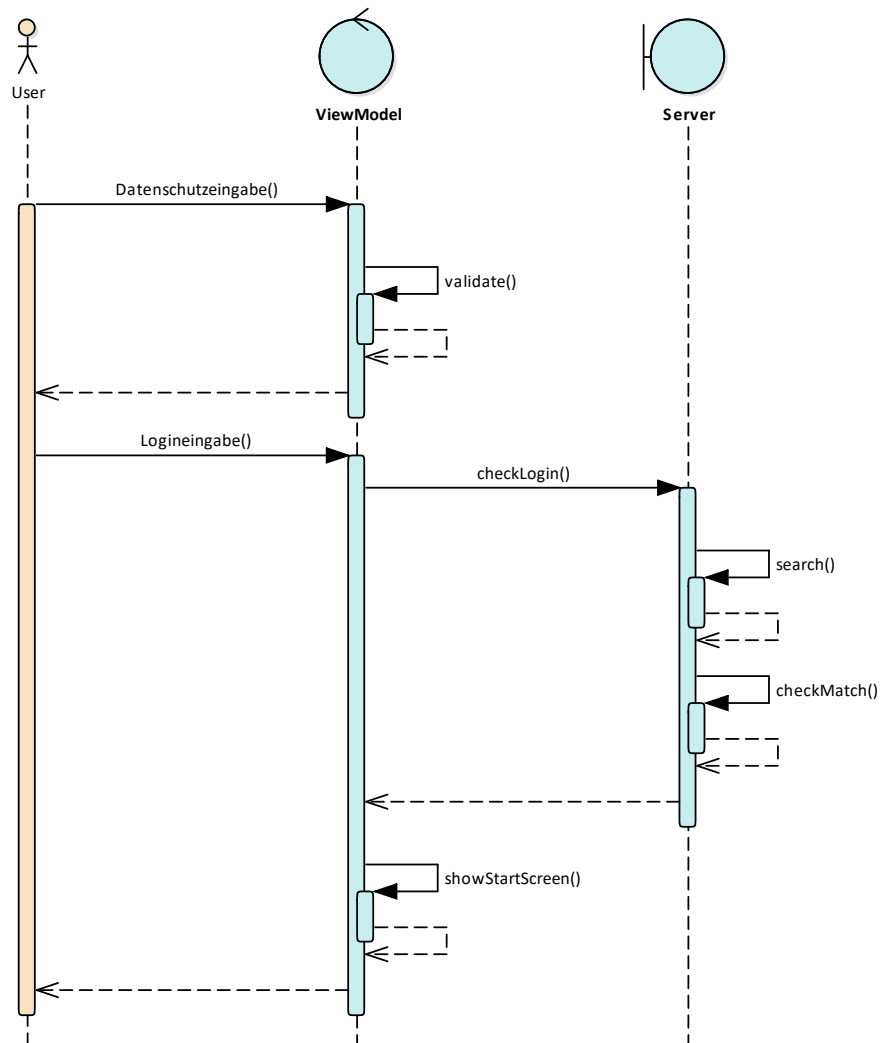 User
ViewModel
Server
Datenschutzeingabe()
validate()
Logineingabe()
checkLogin()
search()
checkMatch()
showStartScreen()